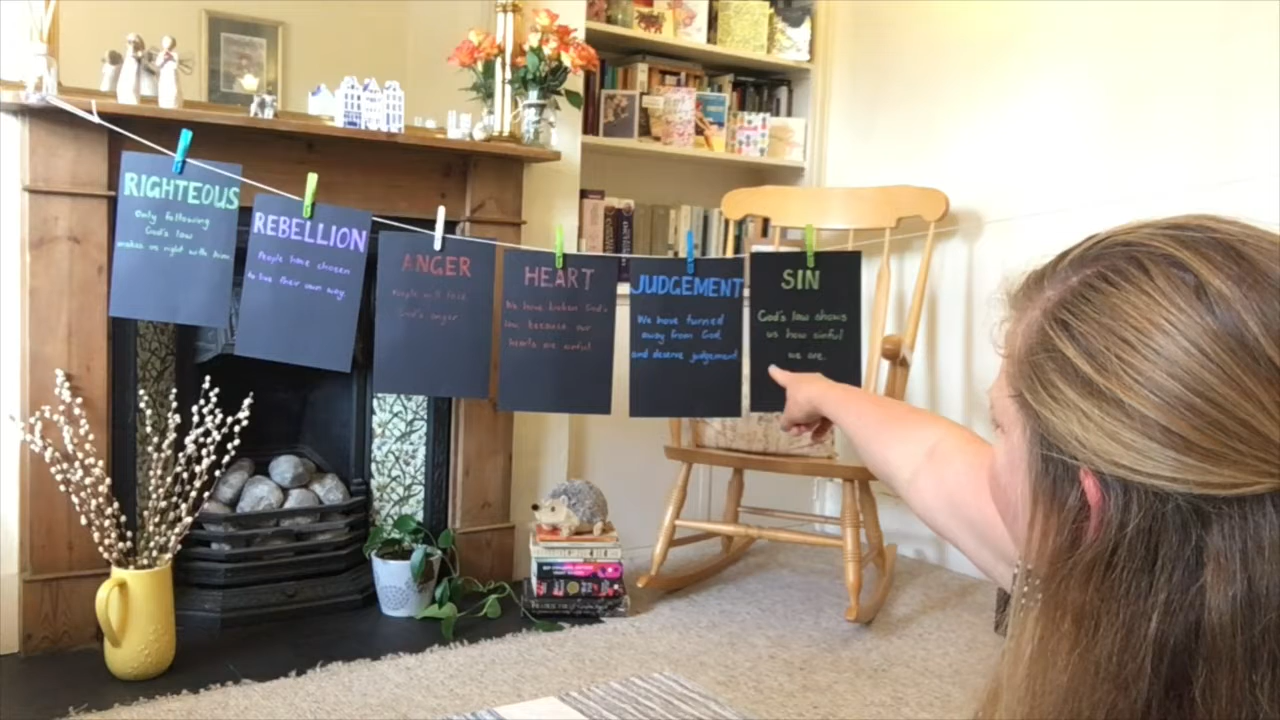 RIGHTEOUS
Only following
God's law
makes us right with him
REBELLION
People have chosen
to live their own way.
ANGER
People will face
God's anger
HEART
We have broken God's
law because our
hearts are sinful
JUDGEMENT
We have turned
away from God,
and deserve judgement
SIN
God's law shows
us how sinful
we are.